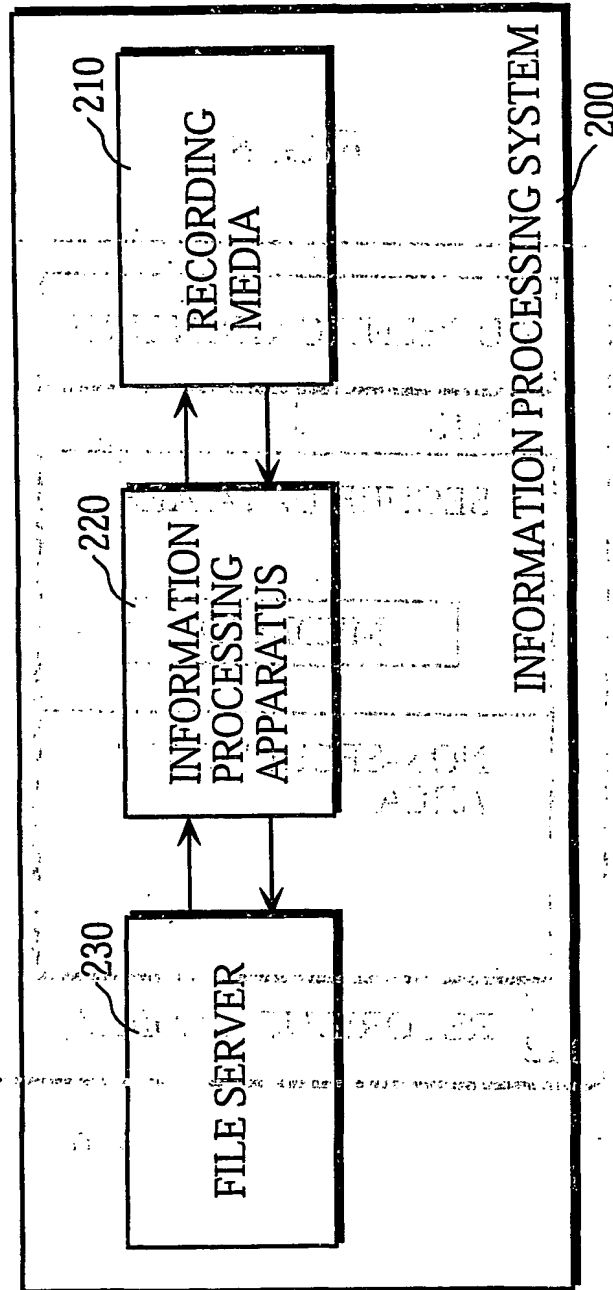 230
FILE SERVER
220
INFORMATION
PROCESSING
APPARATUS
210
RECORDING
MEDIA
INFORMATION PROCESSING SYSTEM
200